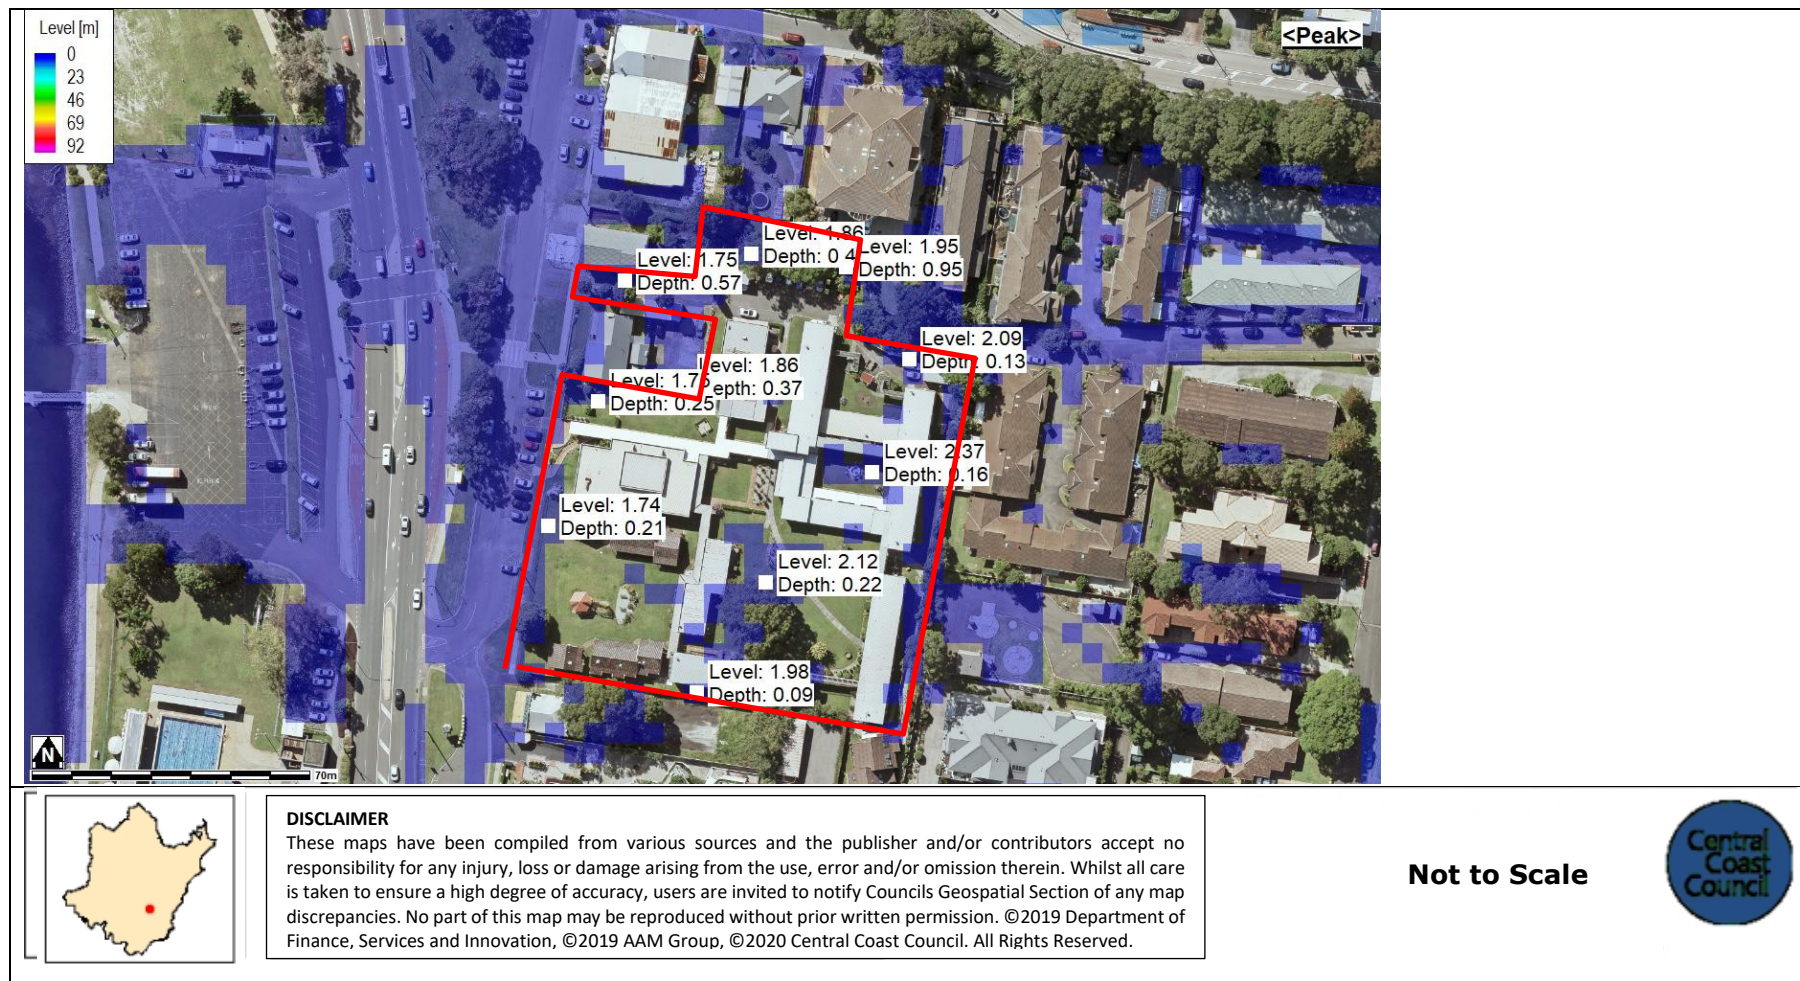 Level [m]
0
23
46
69
92
<Peak>
Level: 1.86
Depth: 0 4
Level: 1.95
Depth: 0.95
Level: 1.75
Depth: 0.57
Level: 2.09
Depth: 0.13
Level: 1.86
epth: 0.37
Level: 1.75
Depth: 0.25
Level: 2.37
Depth: 0.16
Level: 1.74
Depth: 0.21
Level: 2.12
Depth: 0.22
Level: 1.98
Depth: 0.09
N
70m
DISCLAIMER
These maps have been compiled from various sources and the publisher and/or contributors accept no
responsibility for any injury, loss or damage arising from the use, error and/or omission therein. Whilst all care
is taken to ensure a high degree of accuracy, users are invited to notify Councils Geospatial Section of any map
discrepancies. No part of this map may be reproduced without prior written permission. ©2019 Department of
Finance, Services and Innovation, ©2019 AAM Group, ©2020 Central Coast Council. All Rights Reserved.
Not to Scale
Central
Coast
Council